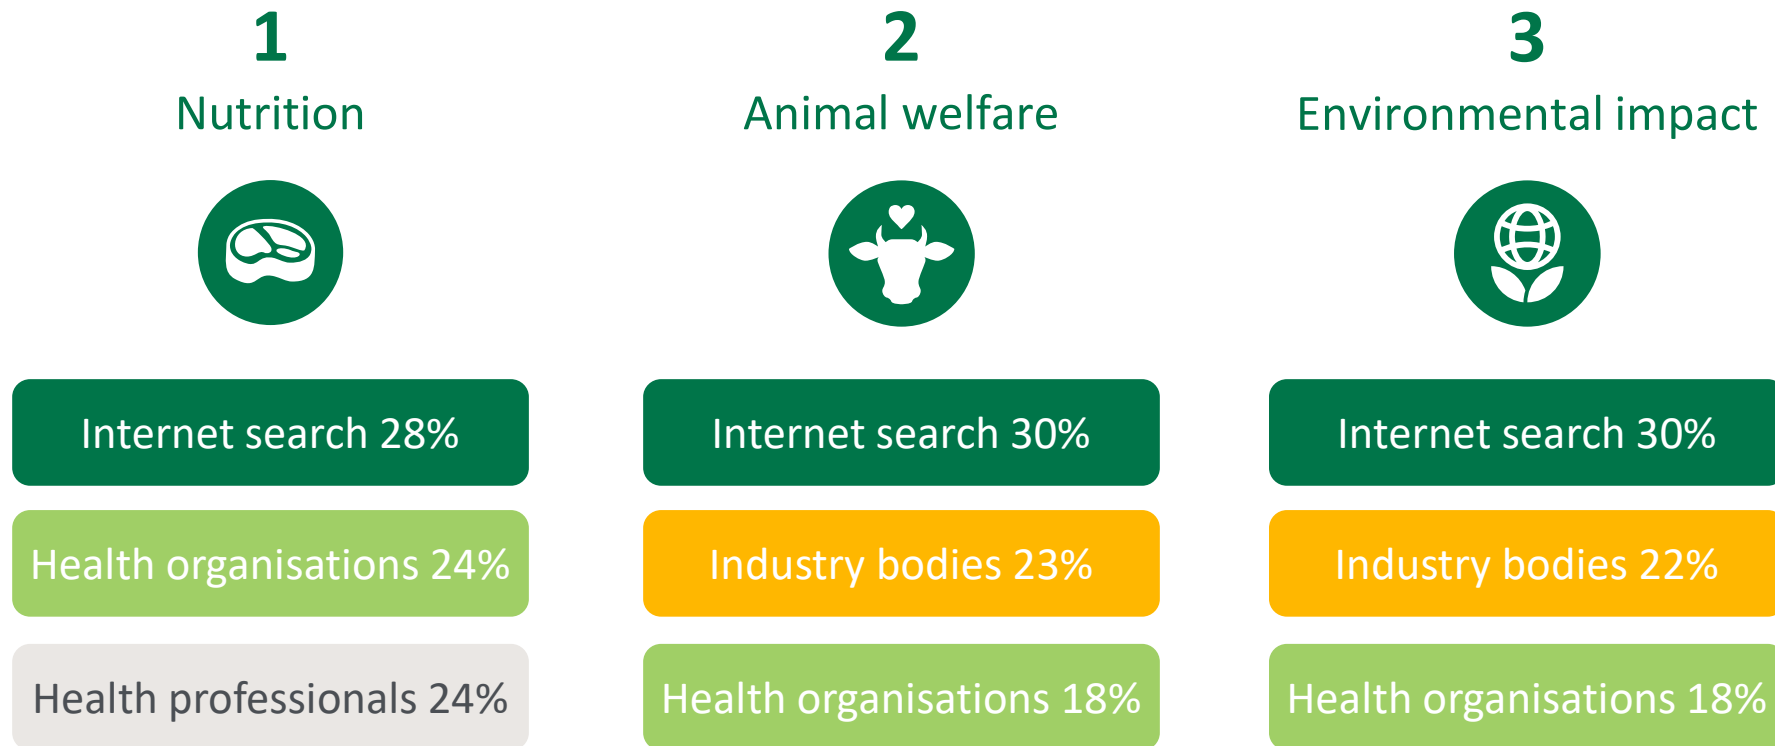 1
Nutrition
Internet search 28%
Health organisations 24%
Health professionals 24%
2
Animal welfare
Internet search 30%
Industry bodies 23%
Health organisations 18%
3
Environmental impact
Internet search 30%
Industry bodies 22%
Health organisations 18%